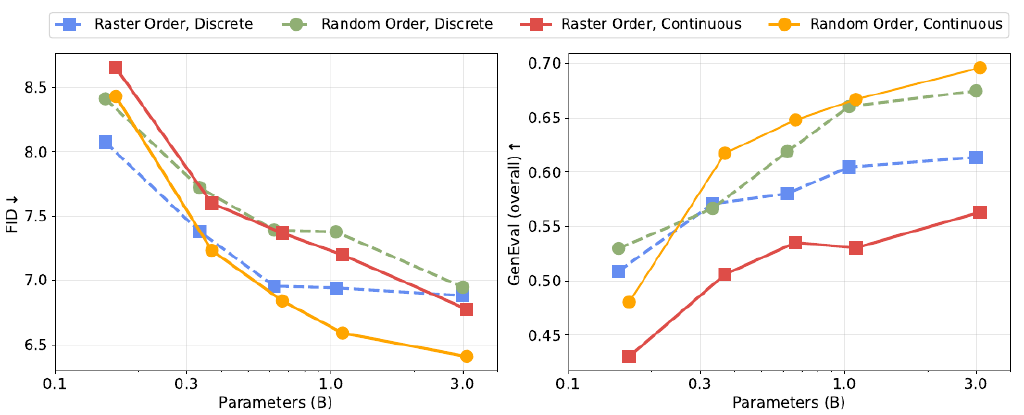 Raster Order, Discrete
Random Order, Discrete
Raster Order, Continuous
Random Order, Continuous
FID ↓
8.5
8.0
7.5
7.0
6.5
0.1
0.3
1.0
3.0
Parameters (B)
GenEval (overall) ↑
0.70
0.65
0.60
0.55
0.50
0.45
0.1
0.3
1.0
3.0
Parameters (B)